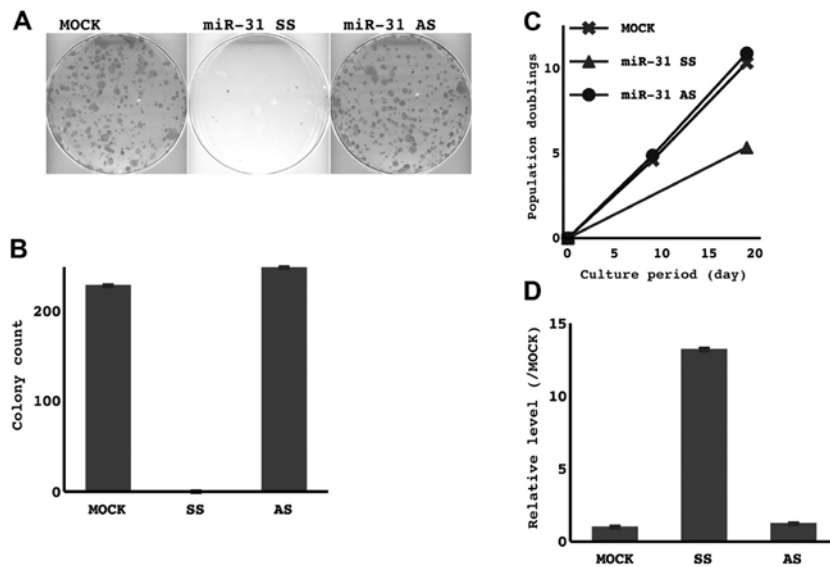 A
MOCK miR-31 SS miR-31 AS
B
Colony count
200
100
0
MOCK SS AS
C
MOCK
miR-31 SS
miR-31 AS
Population doublings
10
5
0
0 5 10 15 20
Culture period (day)
D
Relative level (/MOCK)
15
10
5
0
MOCK SS AS